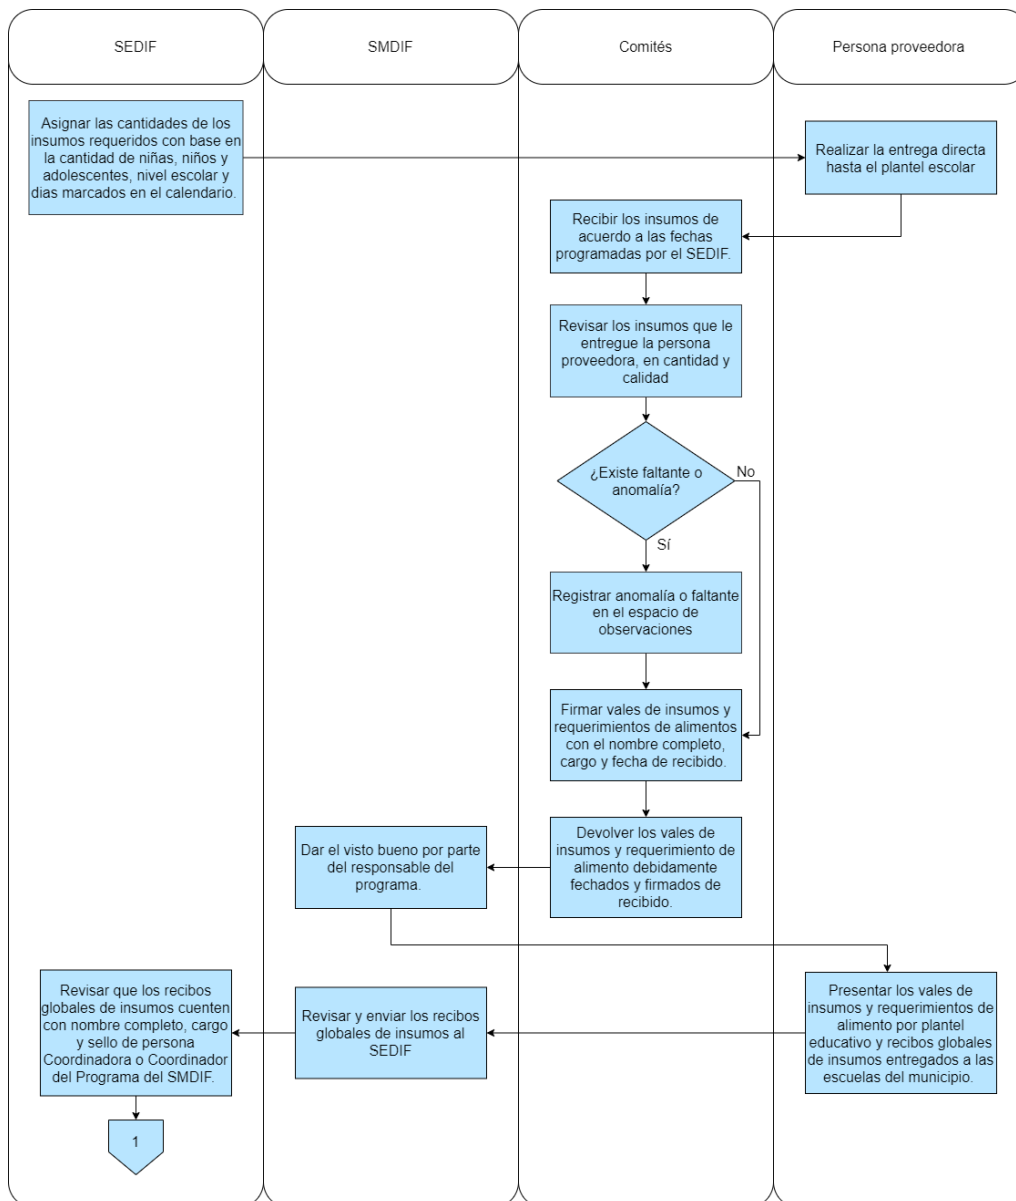 SEDIF
SMDIF
Comités
Persona proveedora
Asignar las cantidades de los
insumos requeridos con base en
la cantidad de niñas, niños y
adolescentes, nivel escolar y
dias marcados en el calendario.
Realizar la entrega directa
hasta el plantel escolar
Recibir los insumos de
acuerdo a las fechas
programadas por el SEDIF.
Revisar los insumos que le
entregue la persona
proveedora, en cantidad y
calidad
¿Existe faltante o
anomalía?
No
Sí
Registrar anomalía o faltante
en el espacio de
observaciones
Firmar vales de insumos y
requerimientos de alimentos
con el nombre completo,
cargo y fecha de recibido.
Devolver los vales de
insumos y requerimiento de
alimento debidamente
fechados y firmados de
recibido.
Dar el visto bueno por parte
del responsable del
programa.
Presentar los vales de
insumos y requerimientos de
alimento por plantel
educativo y recibos globales
de insumos entregados a las
escuelas del municipio.
Revisar y enviar los recibos
globales de insumos al
SEDIF
Revisar que los recibos
globales de insumos cuenten
con nombre completo, cargo
y sello de persona
Coordinadora o Coordinador
del Programa del SMDIF.
1